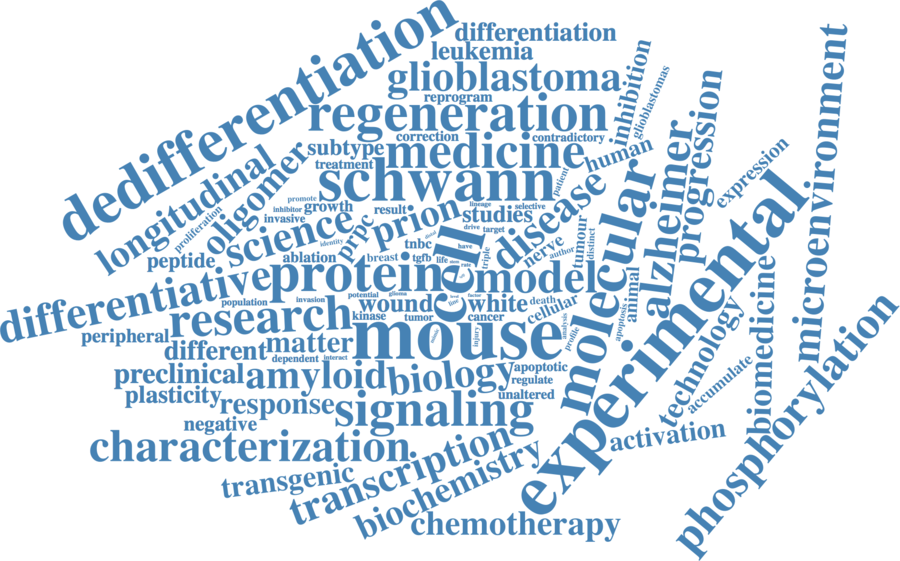 dedifferentiation
differentiation
leukemia
glioblastoma
reprogram
regeneration
correction
contradictory
inhibition
glioblastomas
subtype
medicine
treatment
human
schwann
patient
longitudinal
oligomer
proliferation
promote
inhibitor
growth
invasive
result
lineage
selective
prion
studies
drive
target
disease
science
identity
prpc
tnbc
have
triple
nerve
author
tumour
distinct
peptide
ablation
breast
tgfb
life
rats
cell
differentiative
protein
model
molecular
alzheimer
progression
expression
microenvironment
population
invasion
potential
glioma
level
line
factor
wound
white
death
cellular
animal
apoptosis
peripheral
research
kinase
tumor
cancer
mouse
injury
analysis
profile
different
matter
dependent
interact
preclinical
amyloid
biology
apoptotic
regulate
unaltered
plasticity
response
signaling
negative
experimental
technology
accumulate
biomedicine
phosphorylation
characterization
transcription
activation
transgenic
biochemistry
chemotherapy